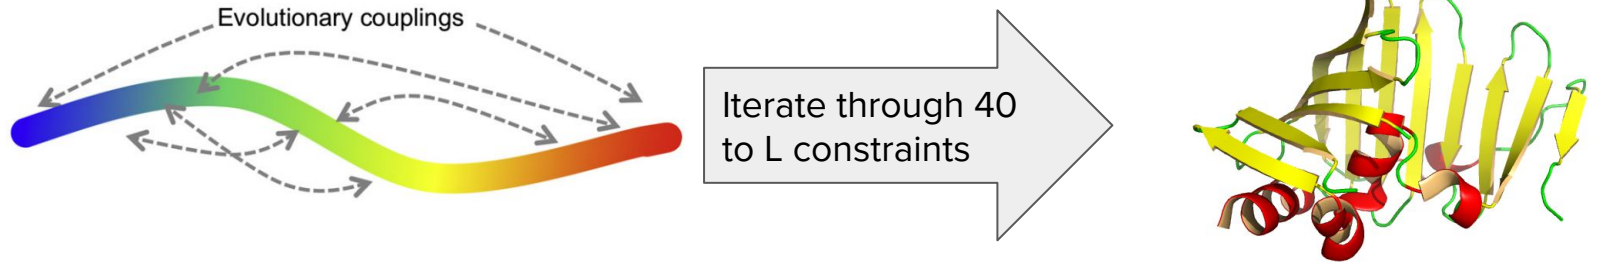 Evolutionary couplings
Iterate through 40
to L constraints